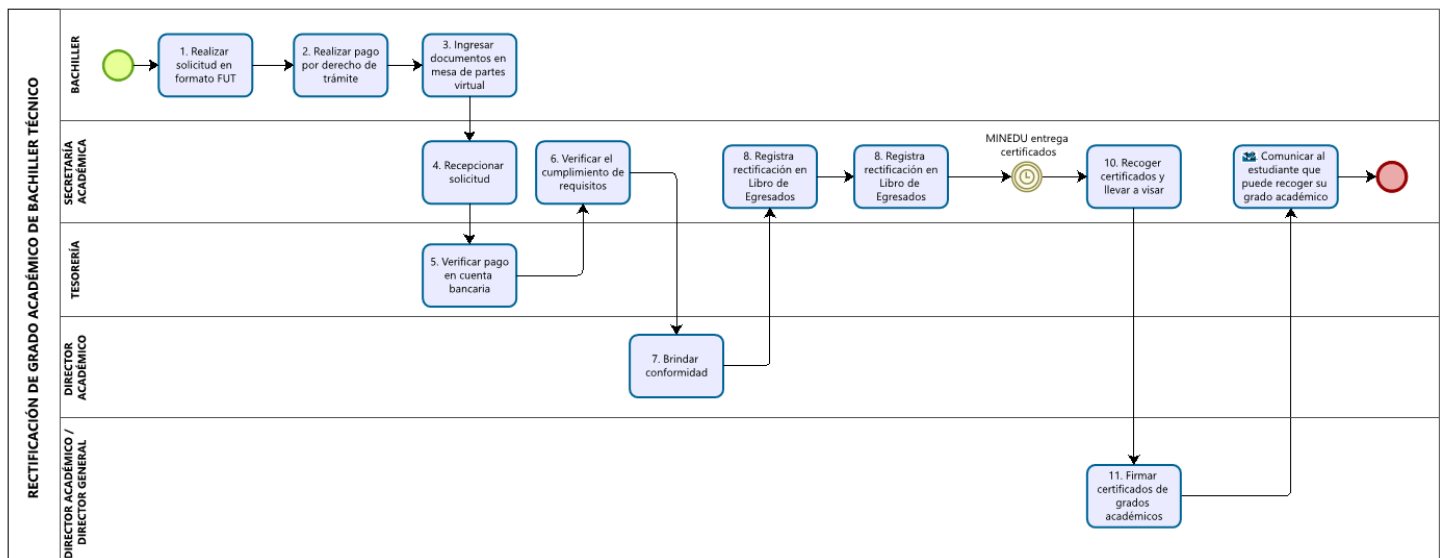 RECTIFICACIÓN DE GRADO ACADÉMICO DE BACHILLER TÉCNICO
BACHILLER
1. Realizar
solicitud en
formato FUT
2. Realizar pago
por derecho de
trámite
3. Ingresar
documentos en
mesa de partes
virtual
SECRETARÍA
ACADÉMICA
4. Recepcionar
solicitud
6. Verificar el
cumplimiento de
requisitos
8. Registra
rectificación en
Libro de
Egresados
8. Registra
rectificación en
Libro de
Egresados
MINEDU entrega
certificados
10. Recoger
certificados y
llevar a visar
Comunicar al
estudiante que
puede recoger su
grado académico
TESORERÍA
5. Verificar pago
en cuenta
bancaria
DIRECTOR
ACADÉMICO
7. Brindar
conformidad
DIRECTOR ACADÉMICO /
DIRECTOR GENERAL
11. Firmar
certificados de
grados
académicos